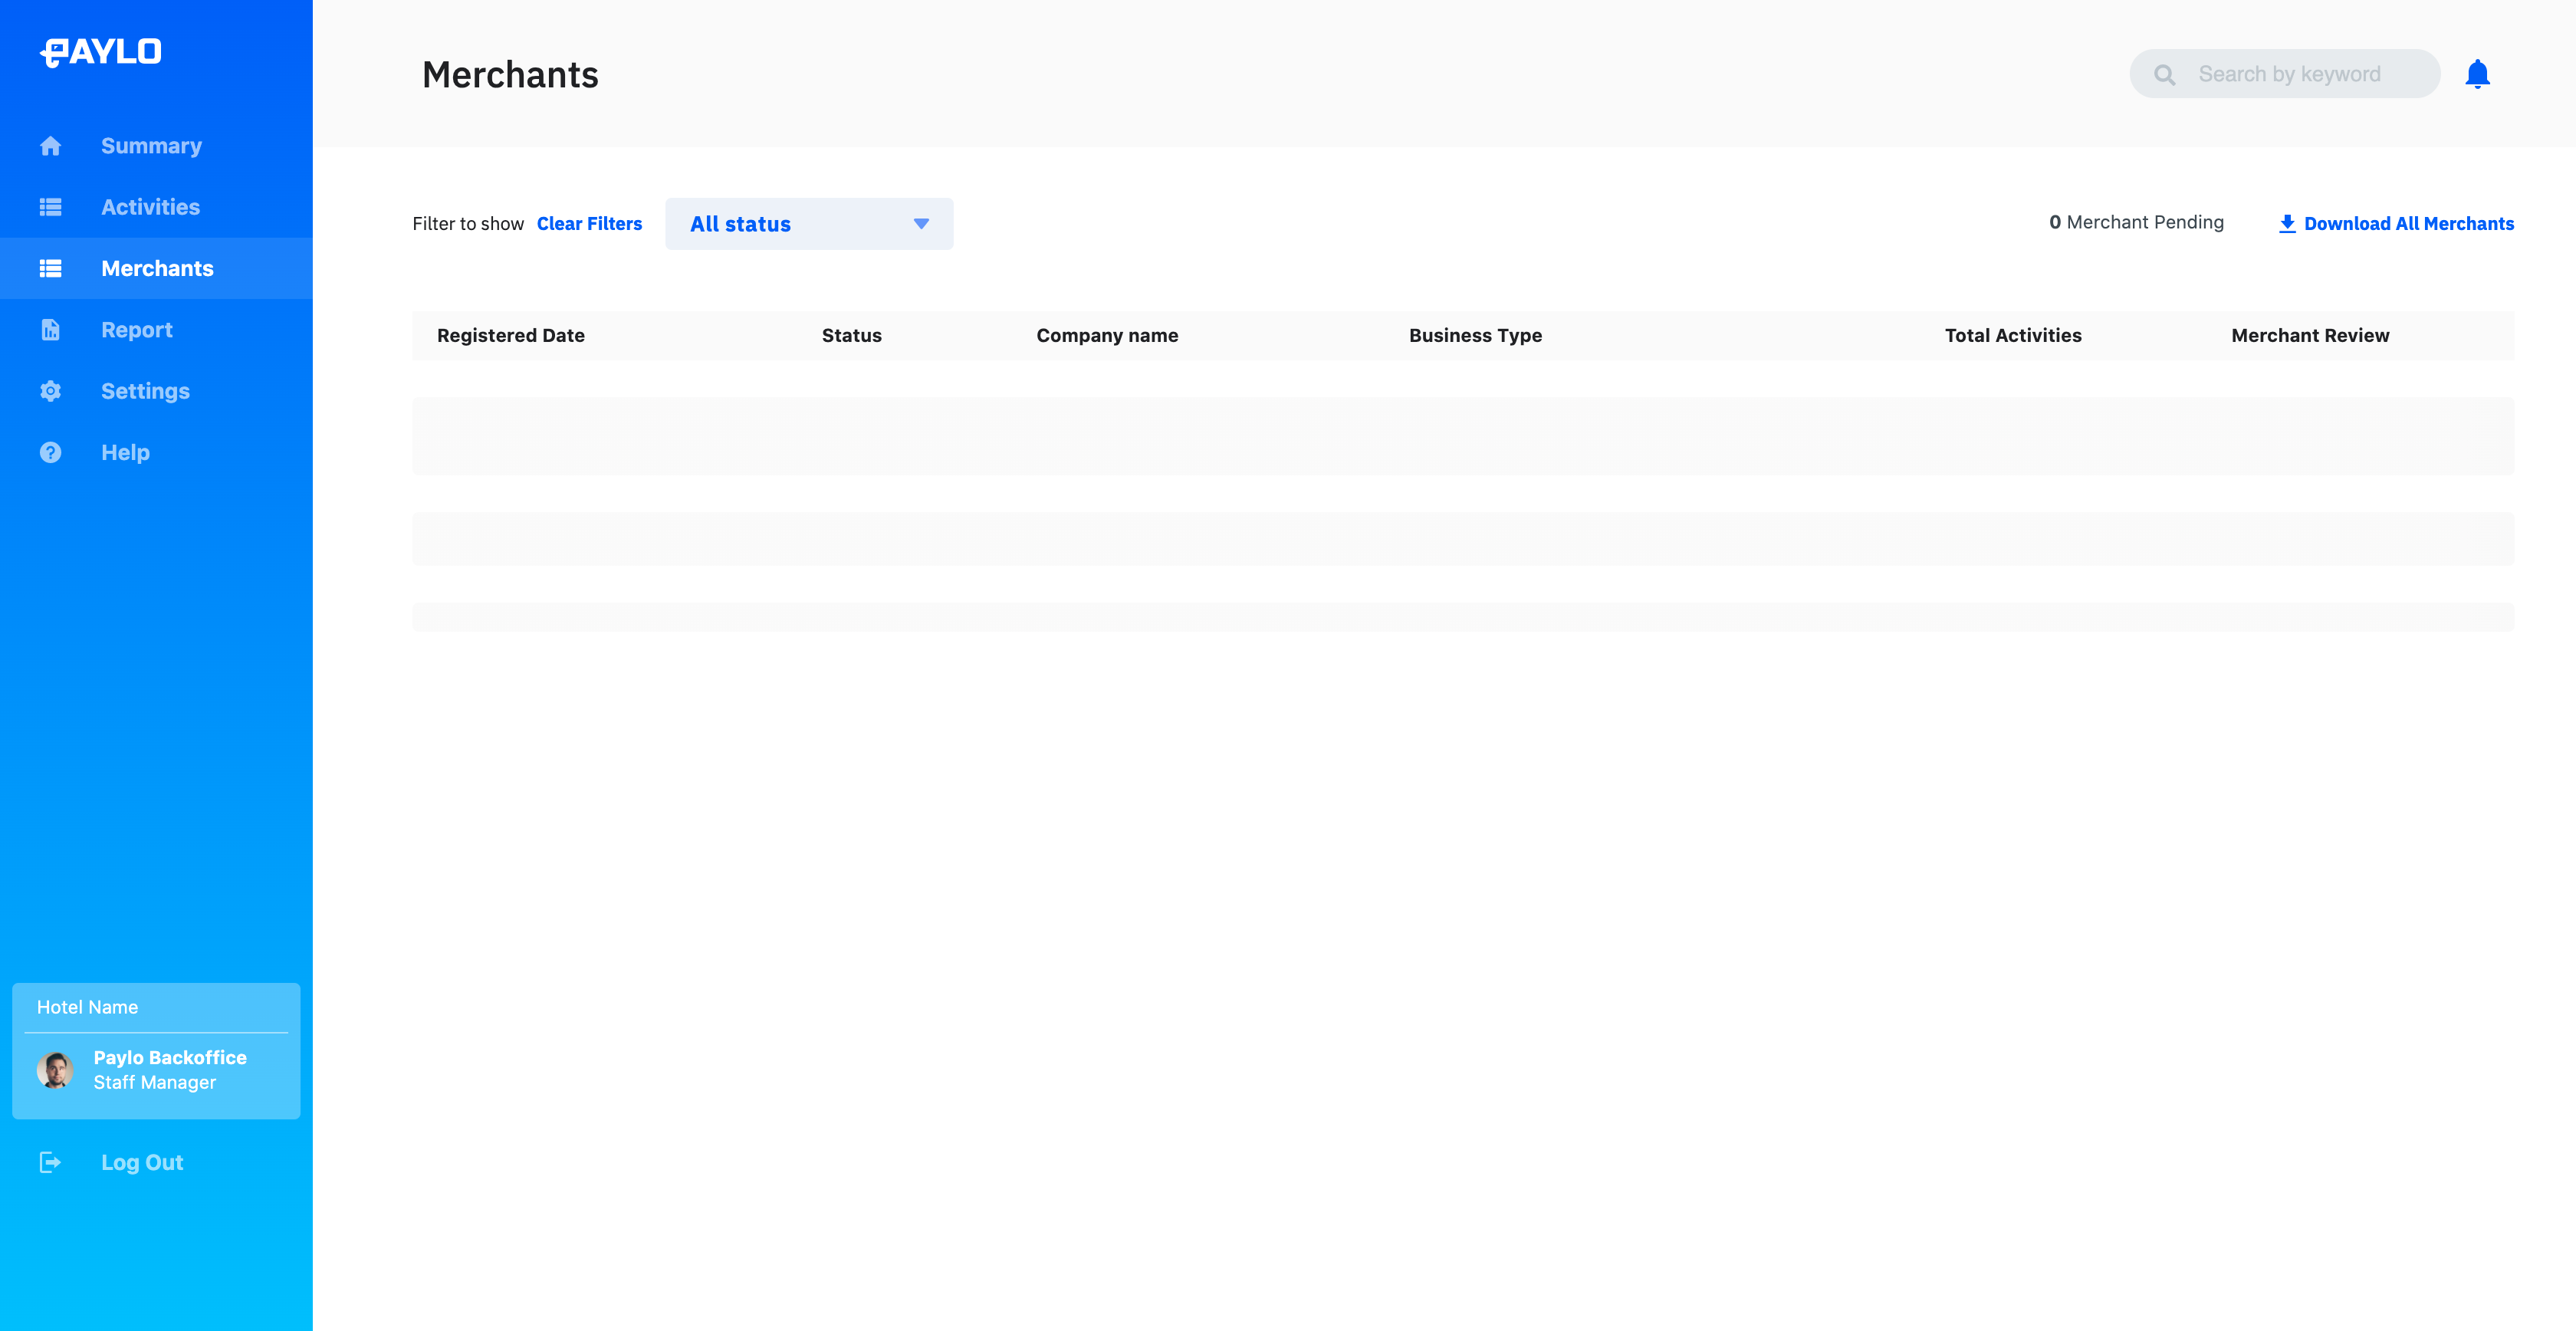 PAYLO
Summary
Activities
Merchants
Report
Settings
Help
Hotel Name
Paylo Backoffice
Staff Manager
Log Out
Merchants
Search by keyword
Filter to show Clear Filters All status 0 Merchant Pending Download All Merchants
Registered Date Status Company name Business Type Total Activities Merchant Review